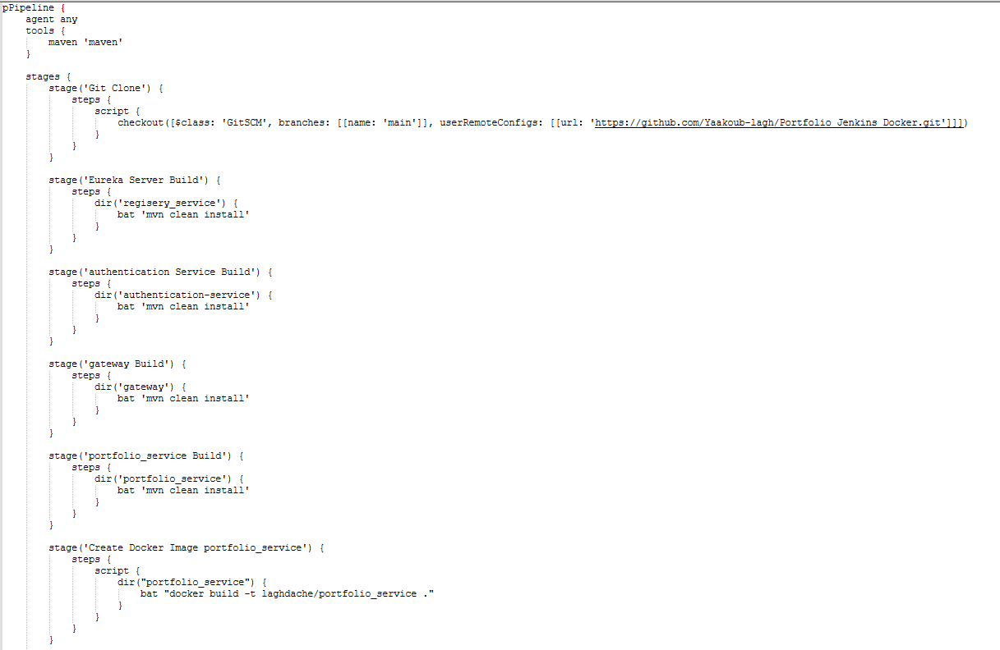 pPipeline {
    agent any
    tools {
        maven 'maven'
    }

    stages {
        stage('Git Clone') {
            steps {
                script {
                    checkout([$class: 'GitSCM', branches: [[name: 'main']], userRemoteConfigs: [[url: 'https://github.com/Yaakoub-lagh/Portfolio_Jenkins_Docker.git']]])
                }
            }
        }

        stage('Eureka Server Build') {
            steps {
                dir('regisery_service') {
                    bat 'mvn clean install'
                }
            }
        }

        stage('authentication Service Build') {
            steps {
                dir('authentication-service') {
                    bat 'mvn clean install'
                }
            }
        }

        stage('gateway Build') {
            steps {
                dir('gateway') {
                    bat 'mvn clean install'
                }
            }
        }

        stage('portfolio_service Build') {
            steps {
                dir('portfolio_service') {
                    bat 'mvn clean install'
                }
            }
        }

        stage('Create Docker Image portfolio_service') {
            steps {
                script {
                    dir("portfolio_service") {
                        bat "docker build -t laghdache/portfolio_service ."
                    }
                }
            }
        }